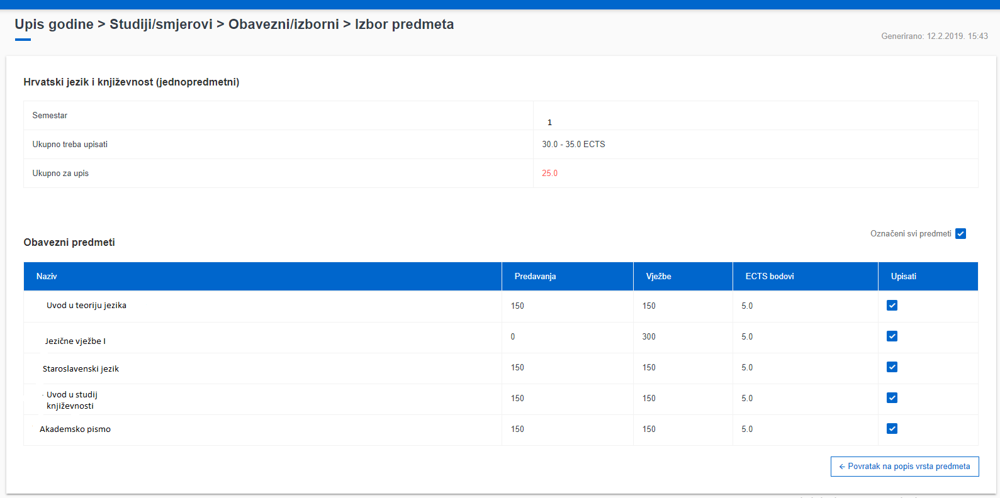 Upis godine > Studiji/smjerovi > Obavezni/izborni > Izbor predmeta
Generirano: 12.2.2019. 15:43
Hrvatski jezik i književnost (jednopredmetni)
Semestar 1
Ukupno treba upisati 30.0 - 35.0 ECTS
Ukupno za upis 25.0
Označeni svi predmeti
Obavezni predmeti
Naziv Predavanja Vježbe ECTS bodovi Upisati
Uvod u teoriju jezika 150 150 5.0
Jezične vježbe I 0 300 5.0
Staroslavenski jezik 150 150 5.0
Uvod u studij
književnosti 150 150 5.0
Akademsko pismo 150 150 5.0
← Povratak na popis vrsta predmeta